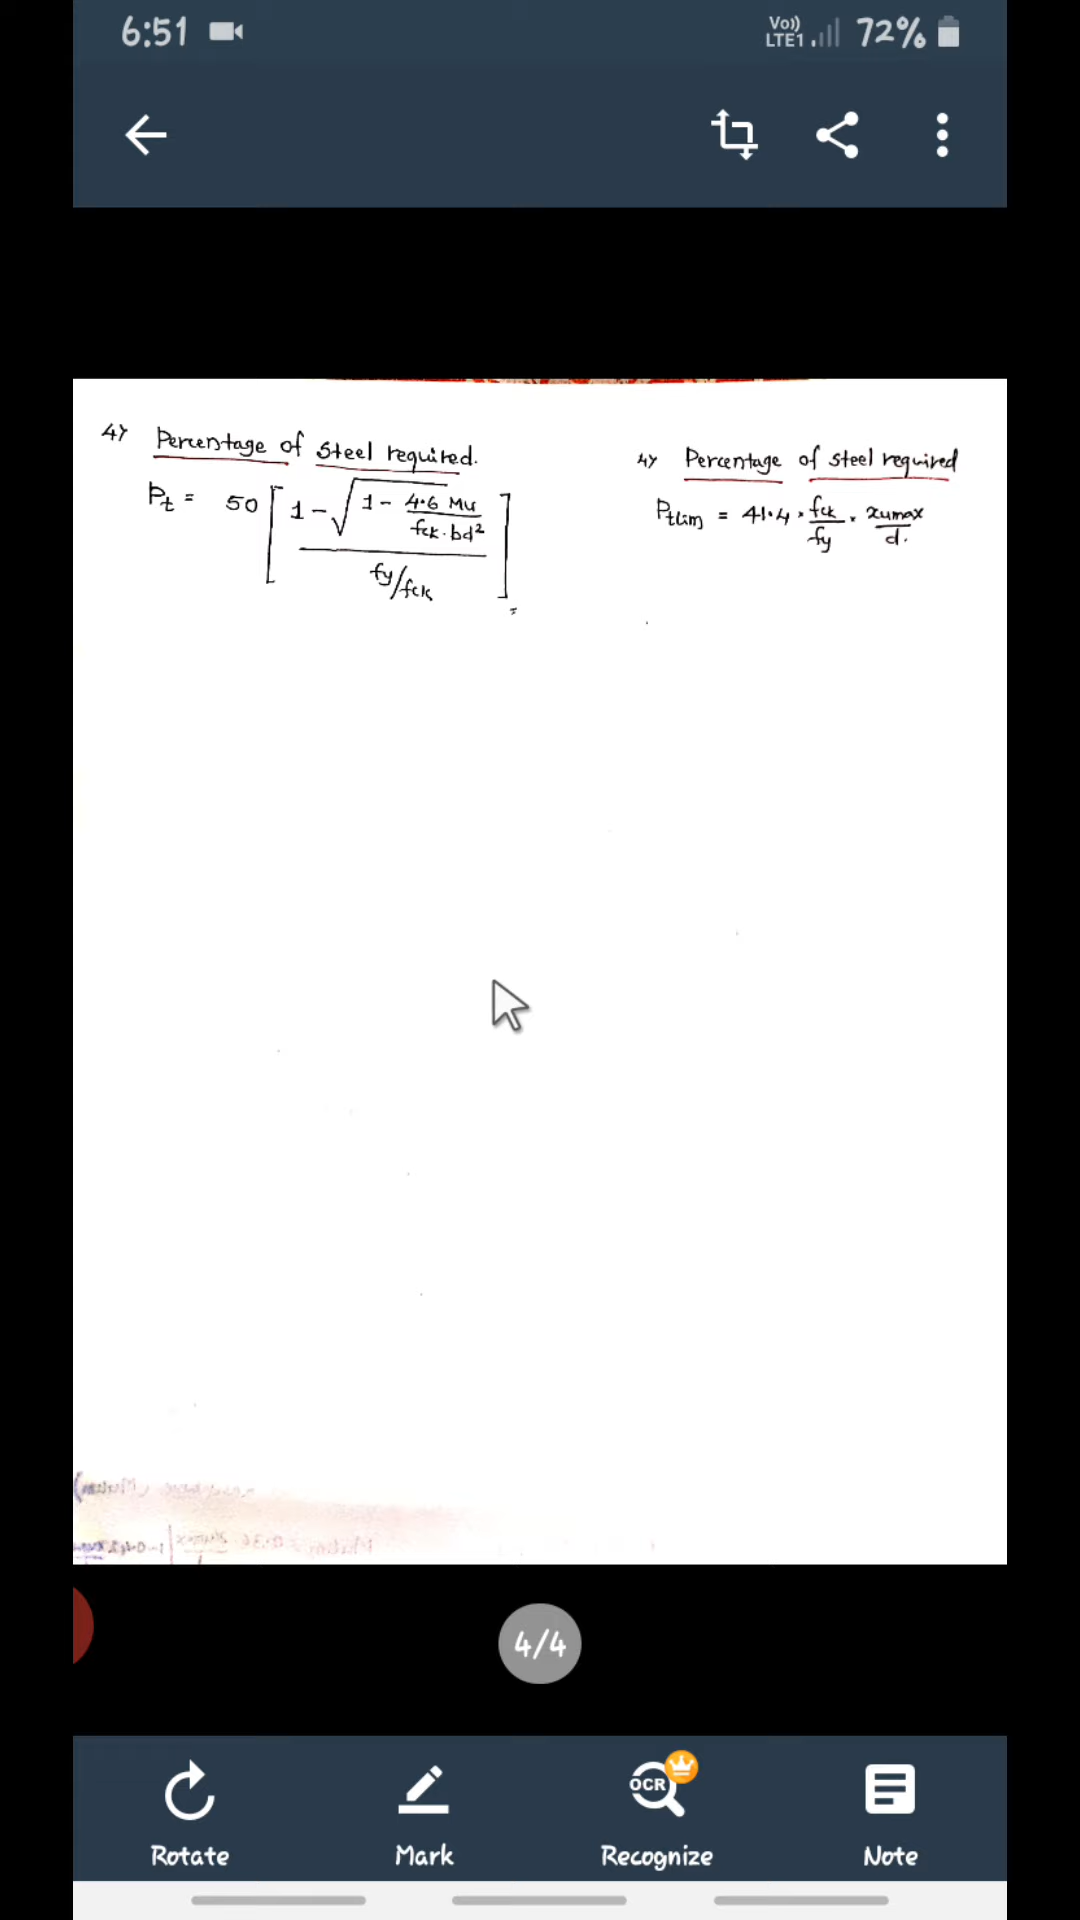 6:51 Vo)) LTE1 72%
4) Percentage of steel required.
Pt = 50 [ 1 - √(1 - 4.6 Mu / fck.bd²) / fy/fck ]
4) Percentage of steel required
Ptlim = 41.4 × fck/fy × xumax/d.
4/4
OCR
Rotate Mark Recognize Note